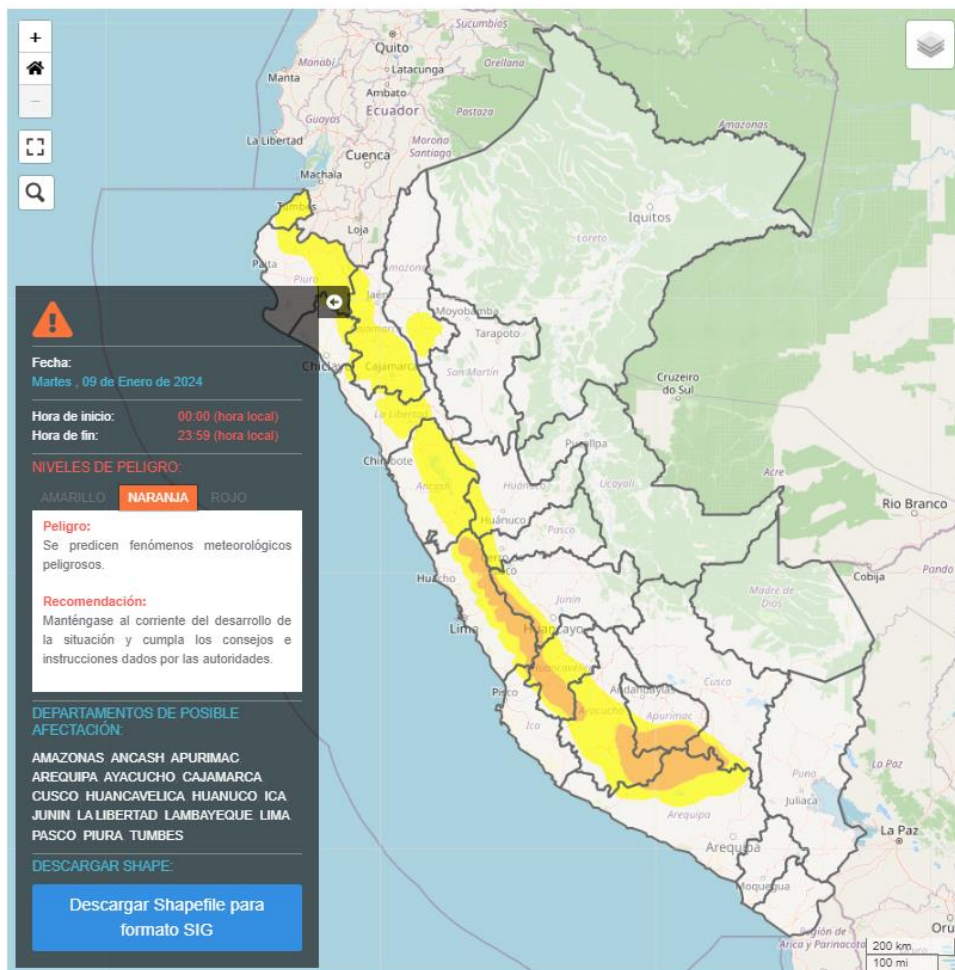 +
−
Fecha:
Martes , 09 de Enero de 2024
Hora de inicio: 00:00 (hora local)
Hora de fin: 23:59 (hora local)
NIVELES DE PELIGRO:
AMARILLO NARANJA ROJO
Peligro:
Se predicen fenómenos meteorológicos
peligrosos.
Recomendación:
Manténgase al corriente del desarrollo de
la situación y cumpla los consejos e
instrucciones dados por las autoridades.
DEPARTAMENTOS DE POSIBLE
AFECTACIÓN:
AMAZONAS ANCASH APURIMAC
AREQUIPA AYACUCHO CAJAMARCA
CUSCO HUANCAVELICA HUANUCO ICA
JUNIN LA LIBERTAD LAMBAYEQUE LIMA
PASCO PIURA TUMBES
DESCARGAR SHAPE:
Descargar Shapefile para
formato SIG
Sucumbíos
Quito
Manabí
Orellana
Manta
Latacunga
Ambato
Ecuador
Pastaza
Amazonas
Guayas
Morona
Santiago
La Libertad
Cuenca
Machala
Tumbes
Loja
Iquitos
Loreto
Paita
Piura
Amazonas
Jaén
Moyobamba
Tarapoto
Cajamarca
Chiclayo
Cajamarca
San Martín
Cruzeiro
do Sul
La Libertad
Pucallpa
Chimbote
Ancash
Huánuco
Ucayali
Acre
Rio Branco
Huánuco
Pasco
Pando
Cobija
Huacho
Junín
Madre de
Dios
Lima
Huancayo
Huancavelica
Cusco
Pisco
Andahuaylas
Ica
Ayacucho
Apurímac
Puno
La Paz
Juliaca
Arequipa
La Paz
Arequipa
Moquegua
Región de
Arica y Parinacota
Oru
200 km
100 mi